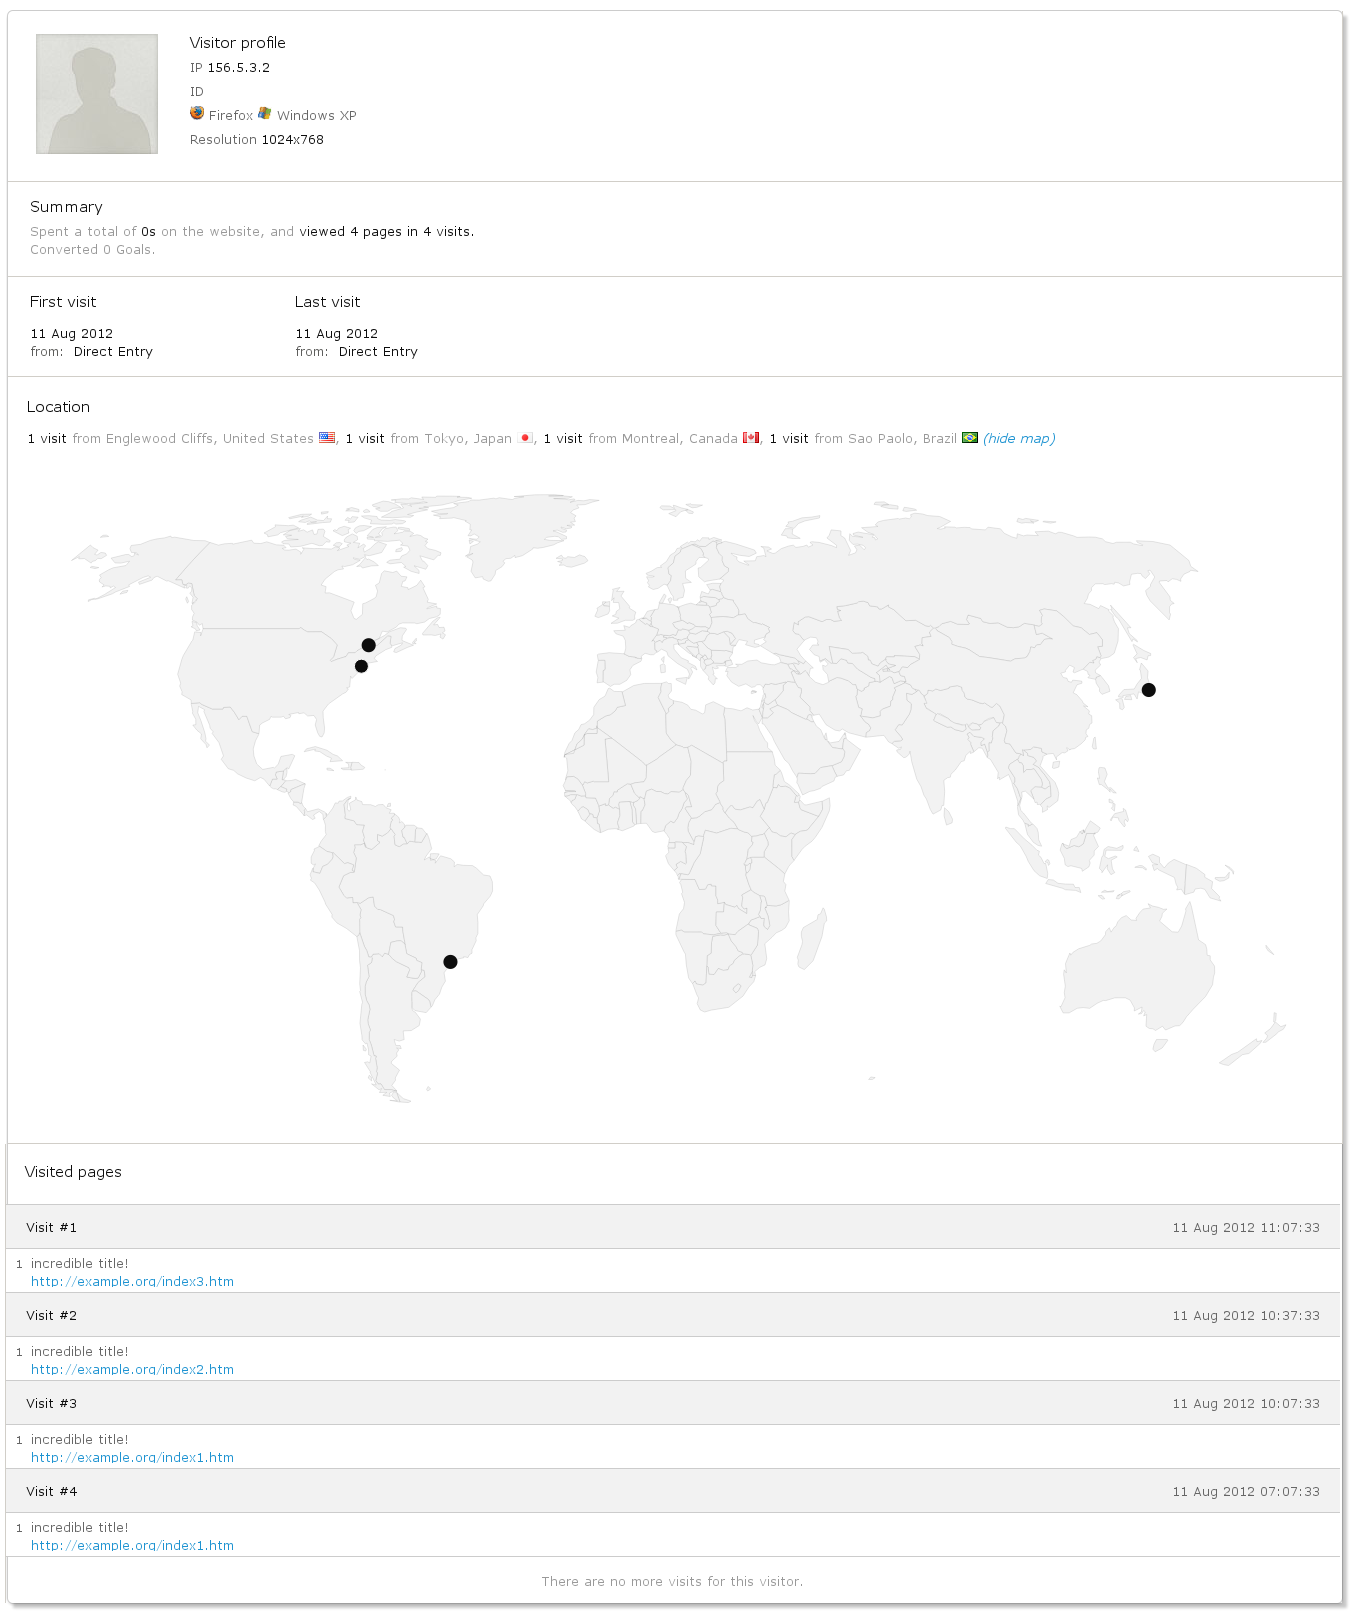 Visitor profile
IP 156.5.3.2
ID
Firefox Windows XP
Resolution 1024x768
Summary
Spent a total of 0s on the website, and viewed 4 pages in 4 visits.
Converted 0 Goals.
First visit Last visit
11 Aug 2012 11 Aug 2012
from: Direct Entry from: Direct Entry
Location
1 visit from Englewood Cliffs, United States , 1 visit from Tokyo, Japan , 1 visit from Montreal, Canada , 1 visit from Sao Paolo, Brazil (hide map)
Visited pages
Visit #1 11 Aug 2012 11:07:33
1 incredible title!
http://example.org/index3.htm
Visit #2 11 Aug 2012 10:37:33
1 incredible title!
http://example.org/index2.htm
Visit #3 11 Aug 2012 10:07:33
1 incredible title!
http://example.org/index1.htm
Visit #4 11 Aug 2012 07:07:33
1 incredible title!
http://example.org/index1.htm
There are no more visits for this visitor.